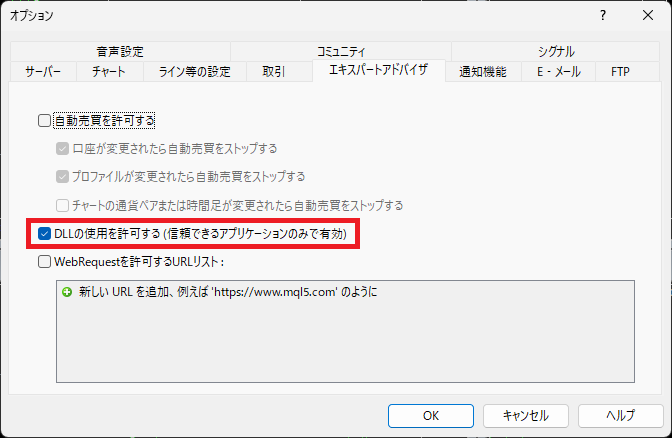 オプション
?
音声設定 コミュニティ シグナル
サーバー チャート ライン等の設定 取引 エキスパートアドバイザ 通知機能 E - メール FTP
自動売買を許可する
口座が変更されたら自動売買をストップする
プロファイルが変更されたら自動売買をストップする
チャートの通貨ペアまたは時間足が変更されたら自動売買をストップする
DLLの使用を許可する (信頼できるアプリケーションのみで有効)
WebRequestを許可するURLリスト :
新しい URL を追加、例えば 'https://www.mql5.com' のように
OK キャンセル ヘルプ